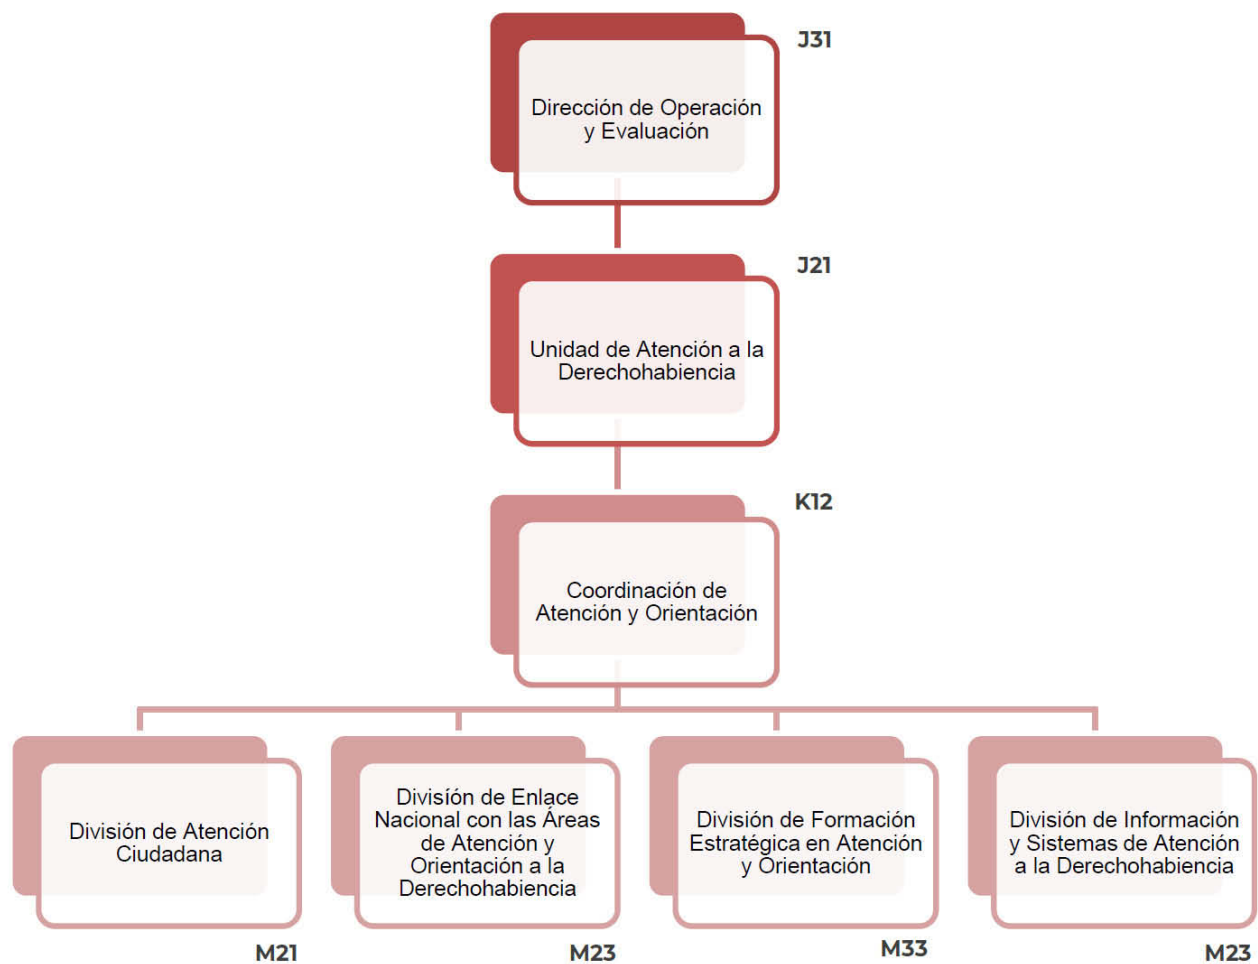 J31
Dirección de Operación
y Evaluación
J21
Unidad de Atención a la
Derechohabiencia
K12
Coordinación de
Atención y Orientación
División de Atención
Ciudadana
M21
Divisíón de Enlace
Nacional con las Áreas
de Atención y
Orientación a la
Derechohabiencia
M23
División de Formación
Estratégica en Atención
y Orientación
M33
División de Información
y Sistemas de Atención
a la Derechohabiencia
M23